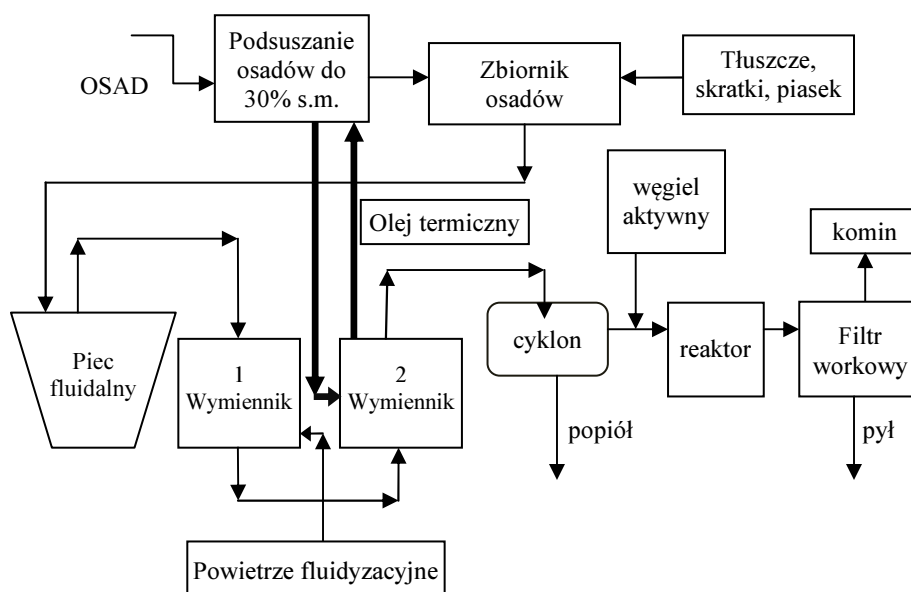 OSAD
Podsuszanie
osadów do
30% s.m.
Zbiornik
osadów
Tłuszcze,
skratki, piasek
węgiel
aktywny
Olej termiczny
komin
Piec
fluidalny
1
Wymiennik
2
Wymiennik
cyklon
reaktor
Filtr
workowy
popiół
pył
Powietrze fluidyzacyjne